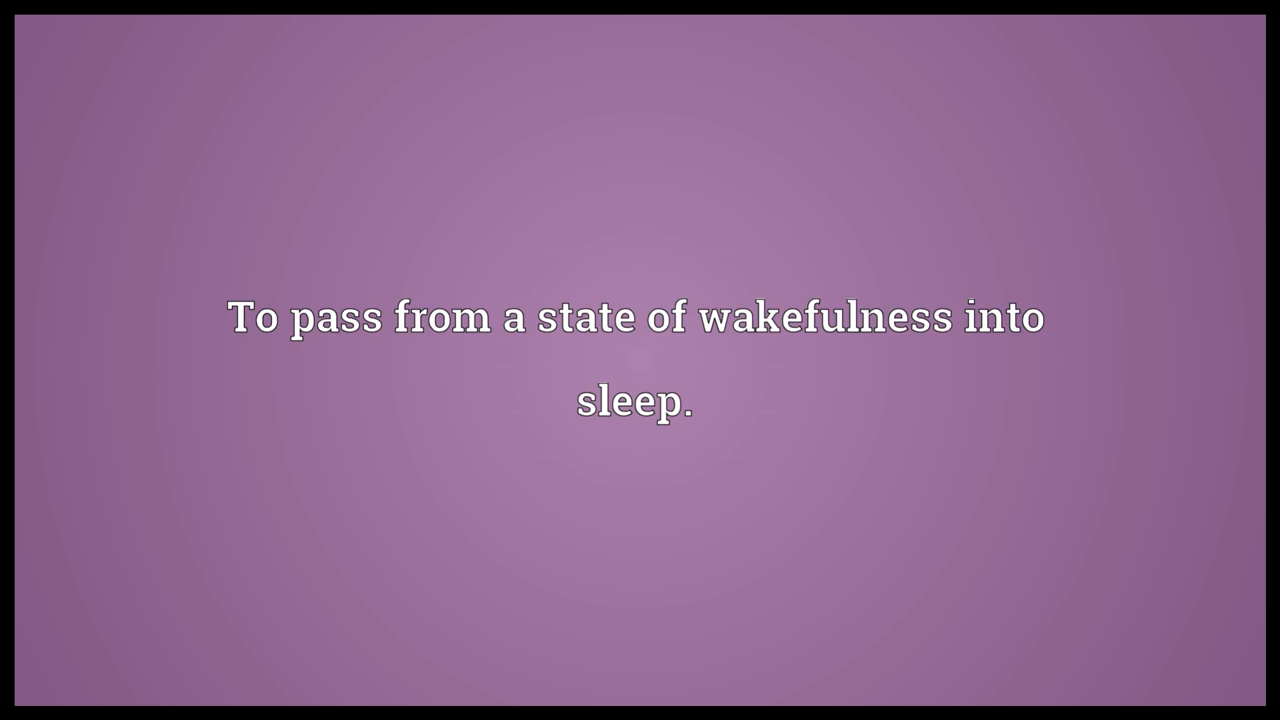 To pass from a state of wakefulness into
sleep.